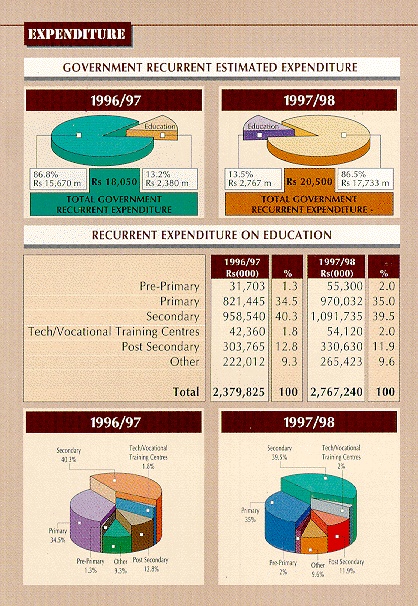 EXPENDITURE
GOVERNMENT RECURRENT ESTIMATED EXPENDITURE
1996/97
Education
86.8%
Rs 15,670 m
Rs 18,050
13.2%
Rs 2,380 m
TOTAL GOVERNMENT
RECURRENT EXPENDITURE
1997/98
Education
13.5%
Rs 2,767 m
Rs 20,500
86.5%
Rs 17,733 m
TOTAL GOVERNMENT
RECURRENT EXPENDITURE -
RECURRENT EXPENDITURE ON EDUCATION
1996/97 1997/98
Rs(000) % Rs(000) %
Pre-Primary 31,703 1.3 55,300 2.0
Primary 821,445 34.5 970,032 35.0
Secondary 958,540 40.3 1,091,735 39.5
Tech/Vocational Training Centres 42,360 1.8 54,120 2.0
Post Secondary 303,765 12.8 330,630 11.9
Other 222,012 9.3 265,423 9.6
Total 2,379,825 100 2,767,240 100
1996/97
Secondary
40.3%
Tech/Vocational
Training Centres
1.8%
Primary
34.5%
Pre-Primary
1.3%
Other
9.3%
Post Secondary
12.8%
1997/98
Secondary
39.5%
Tech/Vocational
Training Centres
2%
Primary
35%
Pre-Primary
2%
Other
9.6%
Post Secondary
11.9%